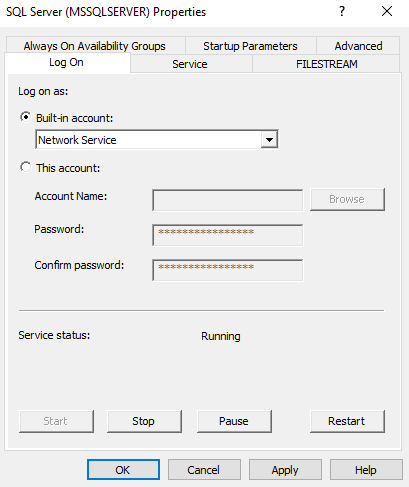 SQL Server (MSSQLSERVER) Properties
? ×
Always On Availability Groups Startup Parameters Advanced
Log On Service FILESTREAM
Log on as:
Built-in account:
Network Service
This account:
Account Name:
Browse
Password: ****************
Confirm password: ****************
Service status: Running
Start Stop Pause Restart
OK Cancel Apply Help